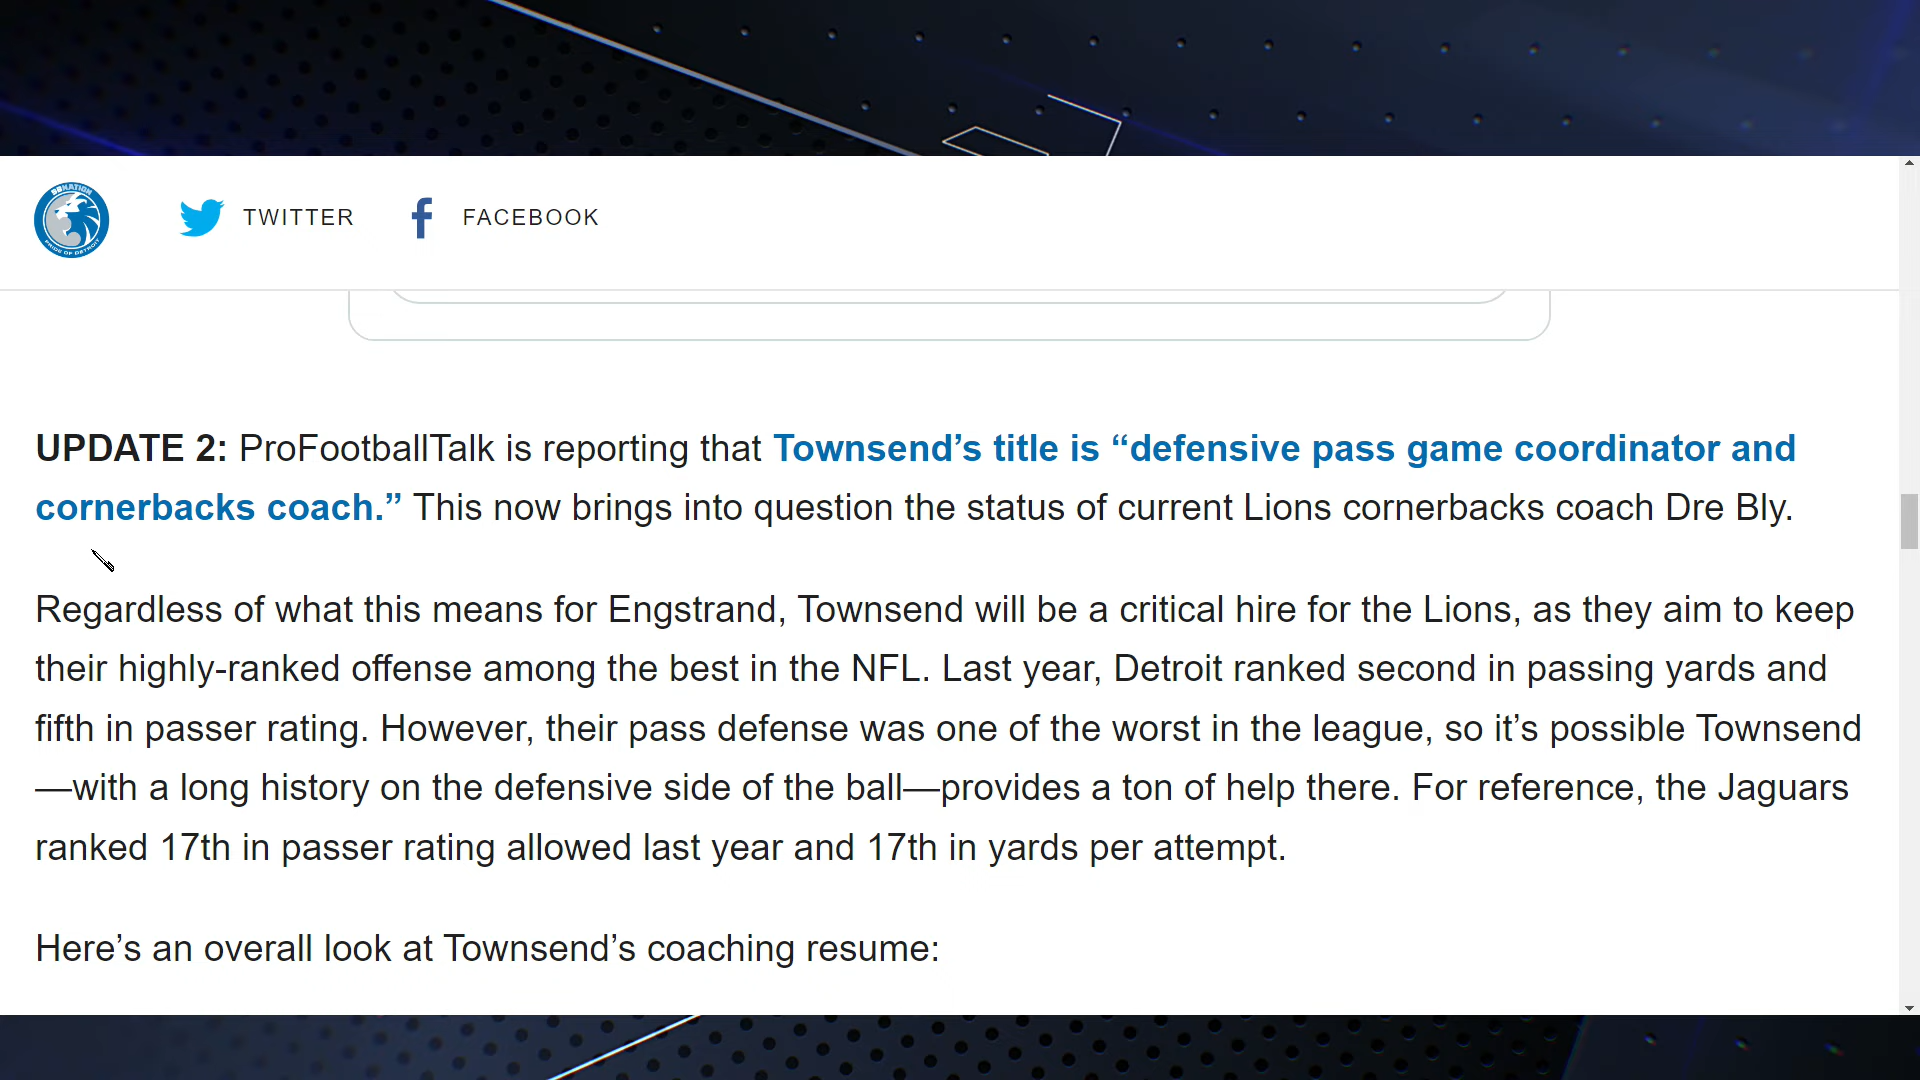 SBNATION
PRIDE OF DETROIT
TWITTER
FACEBOOK
UPDATE 2: ProFootballTalk is reporting that Townsend’s title is “defensive pass game coordinator and
cornerbacks coach.” This now brings into question the status of current Lions cornerbacks coach Dre Bly.
Regardless of what this means for Engstrand, Townsend will be a critical hire for the Lions, as they aim to keep
their highly-ranked offense among the best in the NFL. Last year, Detroit ranked second in passing yards and
fifth in passer rating. However, their pass defense was one of the worst in the league, so it’s possible Townsend
—with a long history on the defensive side of the ball—provides a ton of help there. For reference, the Jaguars
ranked 17th in passer rating allowed last year and 17th in yards per attempt.
Here’s an overall look at Townsend’s coaching resume: